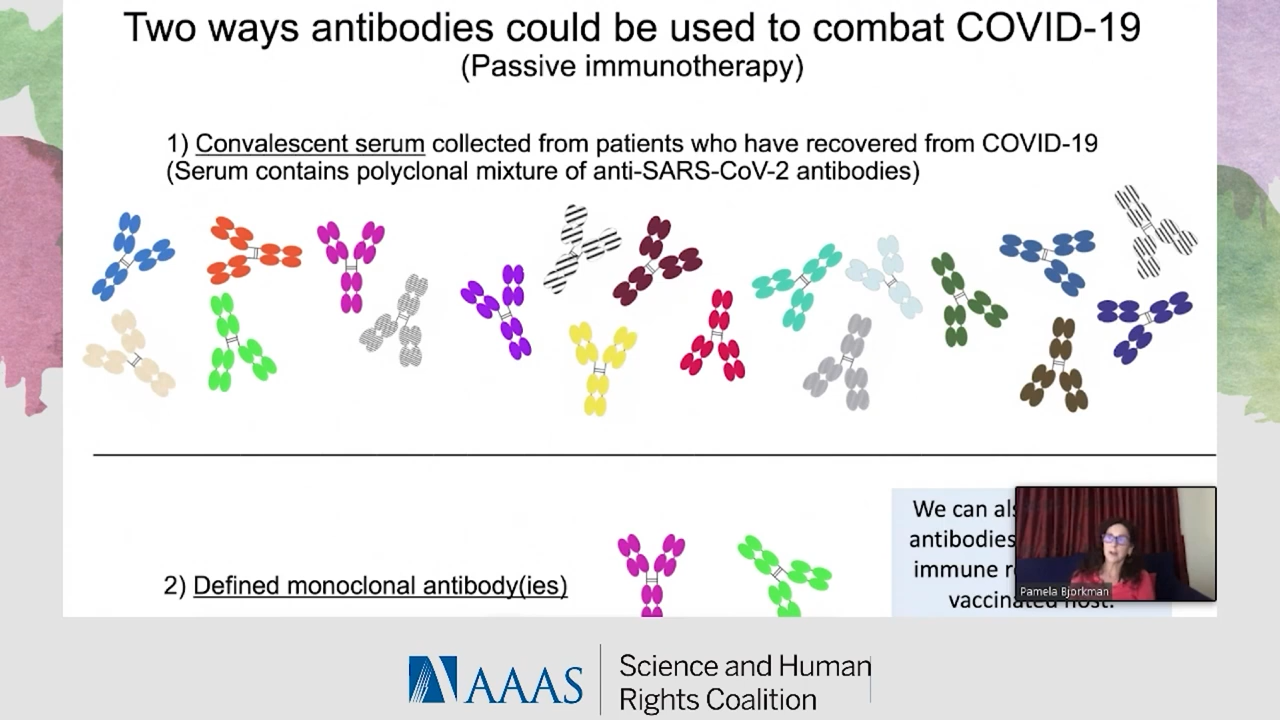 Two ways antibodies could be used to combat COVID-19
(Passive immunotherapy)
1) Convalescent serum collected from patients who have recovered from COVID-19
(Serum contains polyclonal mixture of anti-SARS-CoV-2 antibodies)
2) Defined monoclonal antibody(ies)
We can
antibodies
immune
vaccinated host.
Pamela Bjorkman
AAAS
Science and Human
Rights Coalition